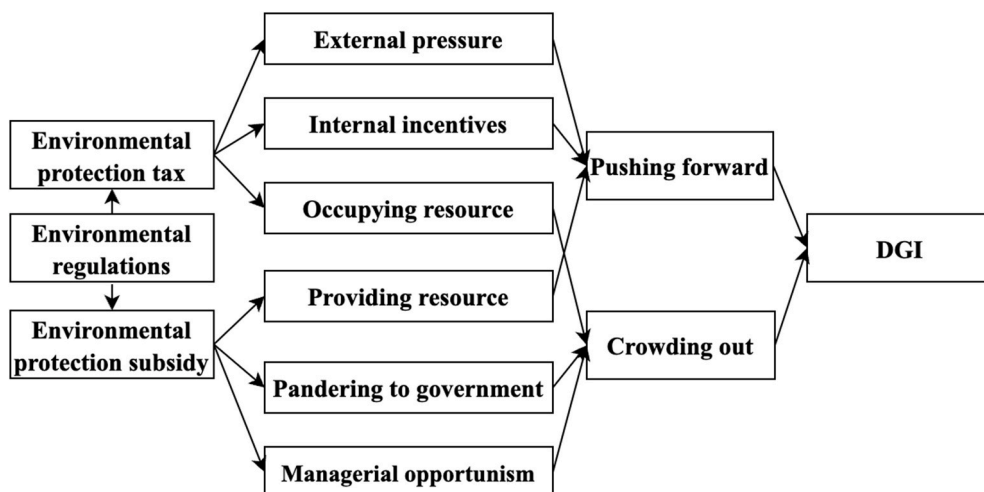 External pressure
Internal incentives
Occupying resource
Providing resource
Pandering to government
Managerial opportunism
Environmental
protection tax
Environmental
regulations
Environmental
protection subsidy
Pushing forward
Crowding out
DGI